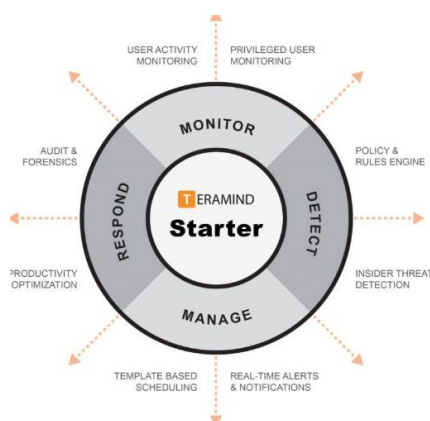 USER ACTIVITY
MONITORING
PRIVILEGED USER
MONITORING
MONITOR
AUDIT &
FORENSICS
POLICY &
RULES ENGINE
RESPOND
TERAMIND
Starter
DETECT
PRODUCTIVITY
OPTIMIZATION
INSIDER THREAT
DETECTION
MANAGE
TEMPLATE BASED
SCHEDULING
REAL-TIME ALERTS
& NOTIFICATIONS